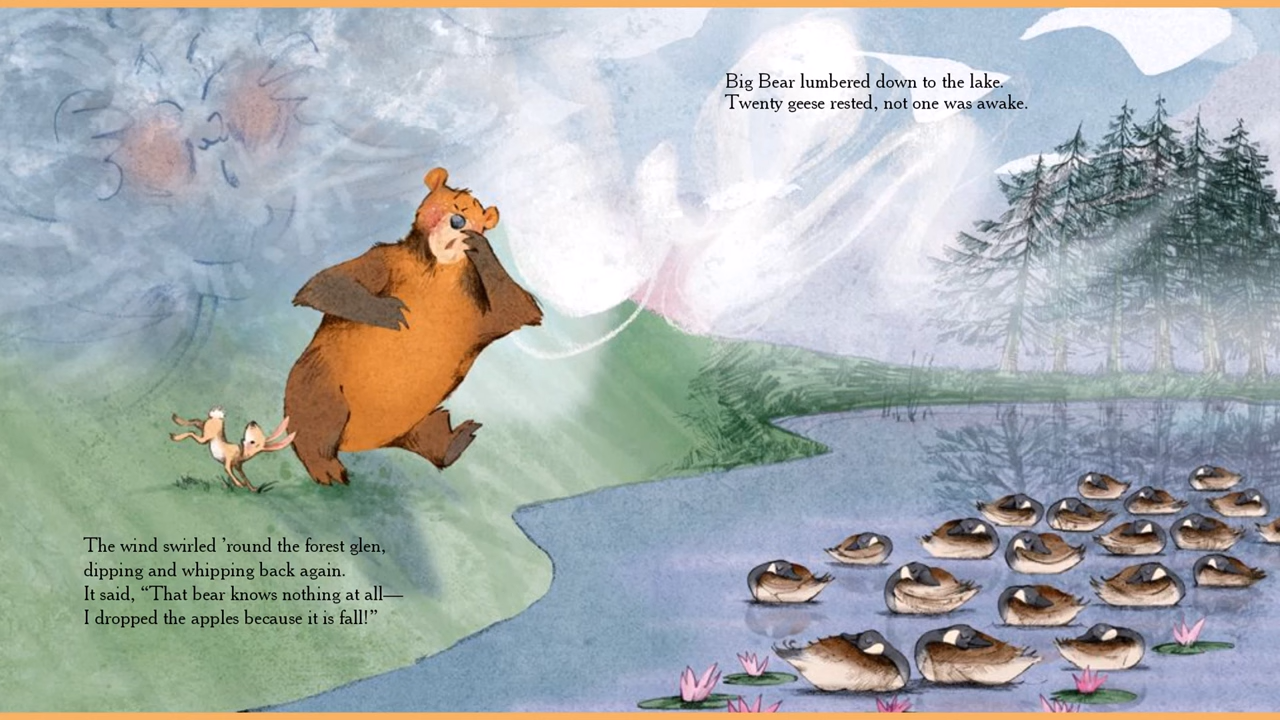 Big Bear lumbered down to the lake.
Twenty geese rested, not one was awake.
The wind swirled ’round the forest glen,
dipping and whipping back again.
It said, “That bear knows nothing at all—
I dropped the apples because it is fall!”